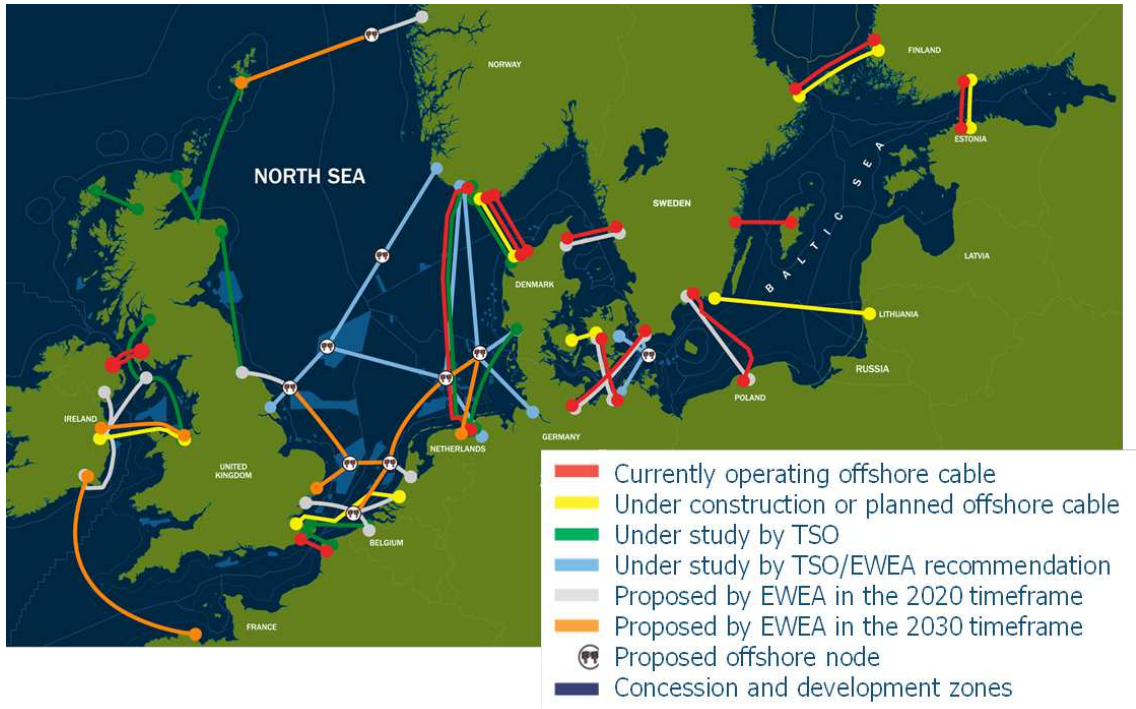 FINLAND
NORWAY
ESTONIA
NORTH SEA
SWEDEN
BALTIC SEA
LATVIA
DENMARK
LITHUANIA
RUSSIA
POLAND
IRELAND
GERMANY
NETHERLANDS
UNITED
KINGDOM
BELGIUM
FRANCE
Currently operating offshore cable
Under construction or planned offshore cable
Under study by TSO
Under study by TSO/EWEA recommendation
Proposed by EWEA in the 2020 timeframe
Proposed by EWEA in the 2030 timeframe
Proposed offshore node
Concession and development zones